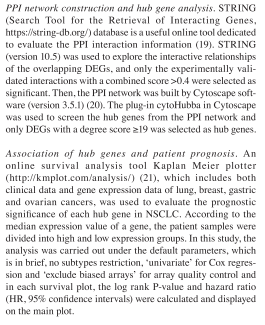 PPI network construction and hub gene analysis. STRING
(Search Tool for the Retrieval of Interacting Genes,
https://string-db.org/) database is a useful online tool dedicated
to evaluate the PPI interaction information (19). STRING
(version 10.5) was used to explore the interactive relationships
of the overlapping DEGs, and only the experimentally vali-
dated interactions with a combined score >0.4 were selected as
significant. Then, the PPI network was built by Cytoscape soft-
ware (version 3.5.1) (20). The plug-in cytoHubba in Cytoscape
was used to screen the hub genes from the PPI network and
only DEGs with a degree score ≥19 was selected as hub genes.
Association of hub genes and patient prognosis. An
online survival analysis tool Kaplan Meier plotter
(http://kmplot.com/analysis/) (21), which includes both
clinical data and gene expression data of lung, breast, gastric
and ovarian cancers, was used to evaluate the prognostic
significance of each hub gene in NSCLC. According to the
median expression value of a gene, the patient samples were
divided into high and low expression groups. In this study, the
analysis was carried out under the default parameters, which
is in brief, no subtypes restriction, 'univariate' for Cox regres-
sion and 'exclude biased arrays' for array quality control and
in each survival plot, the log rank P-value and hazard ratio
(HR, 95% confidence intervals) were calculated and displayed
on the main plot.